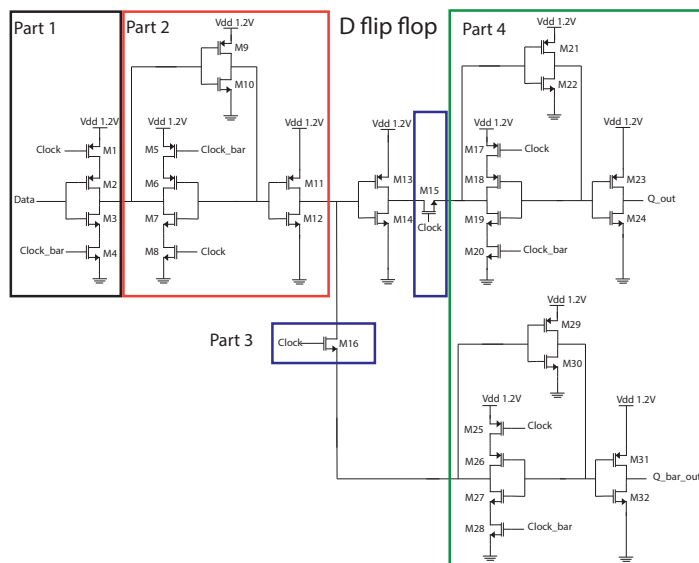 Part 1
Part 2
D flip flop
Part 4
Vdd 1.2V
M9
M10
Vdd 1.2V
M21
M22
Vdd 1.2V
Clock
M1
M2
Data
M3
Clock_bar
M4
Vdd 1.2V
M5
Clock_bar
M6
M7
M8
Clock
Vdd 1.2V
M11
M12
Vdd 1.2V
M13
M14
M15
Clock
Vdd 1.2V
M17
Clock
M18
M19
M20
Clock_bar
Vdd 1.2V
M23
Q_out
M24
Part 3
Clock
M16
Vdd 1.2V
M29
M30
Vdd 1.2V
M25
Clock
M26
M27
M28
Clock_bar
Vdd 1.2V
M31
Q_bar_out
M32